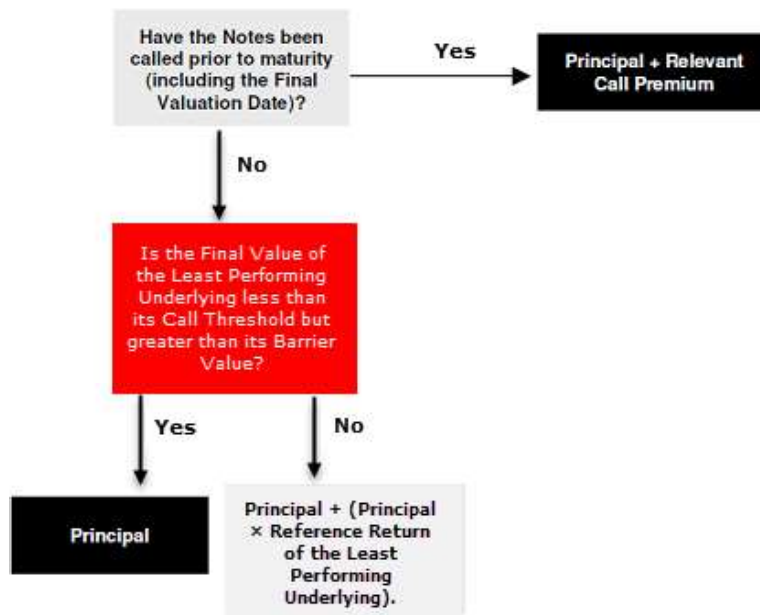 Have the Notes been
called prior to maturity
(including the Final
Valuation Date)?
Yes
Principal + Relevant
Call Premium
No
Is the Final Value of
the Least Performing
Underlying less than
its Call Threshold but
greater than its Barrier
Value?
Yes
No
Principal
Principal + (Principal
× Reference Return
of the Least
Performing
Underlying).